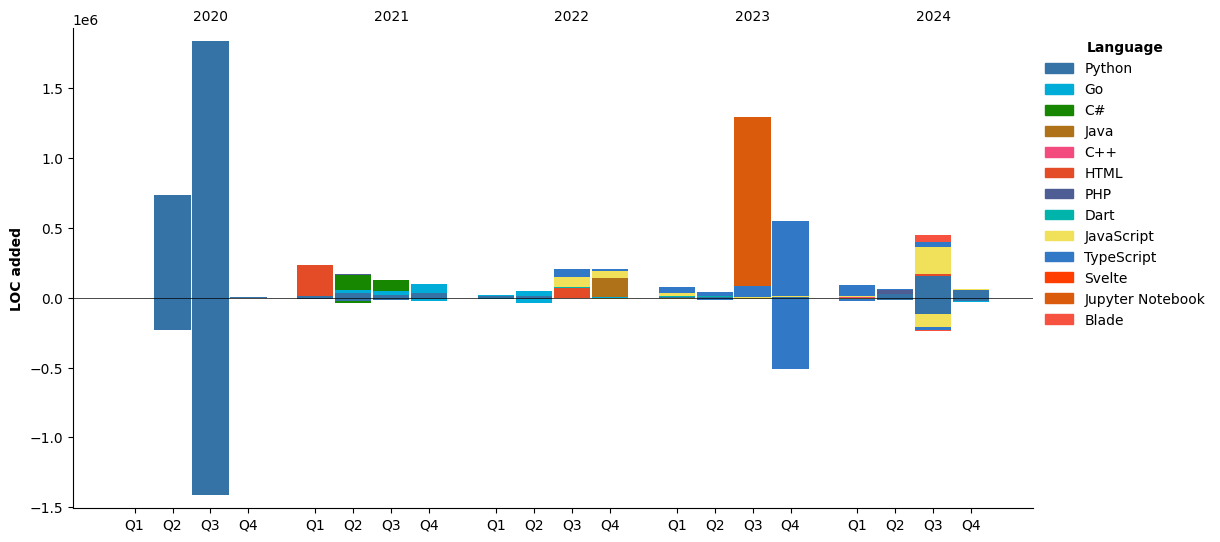 2020 2021 2022 2023 2024
1e6
LOC added
1.5
1.0
0.5
0.0
−0.5
−1.0
−1.5
Q1 Q2 Q3 Q4 Q1 Q2 Q3 Q4 Q1 Q2 Q3 Q4 Q1 Q2 Q3 Q4 Q1 Q2 Q3 Q4
Language
Python
Go
C#
Java
C++
HTML
PHP
Dart
JavaScript
TypeScript
Svelte
Jupyter Notebook
Blade